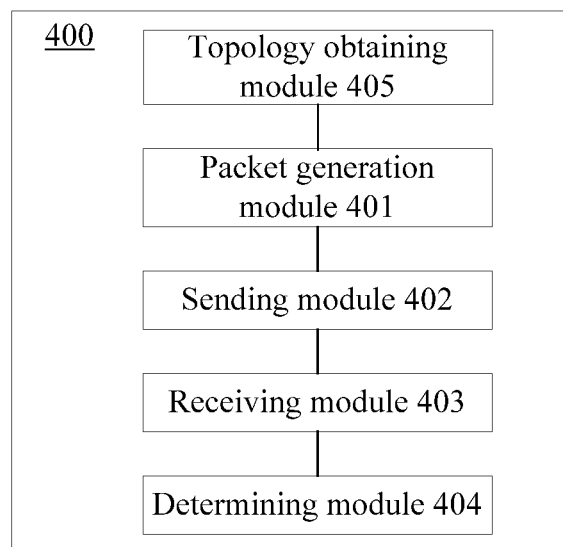 400
Topology obtaining
module 405
Packet generation
module 401
Sending module 402
Receiving module 403
Determining module 404